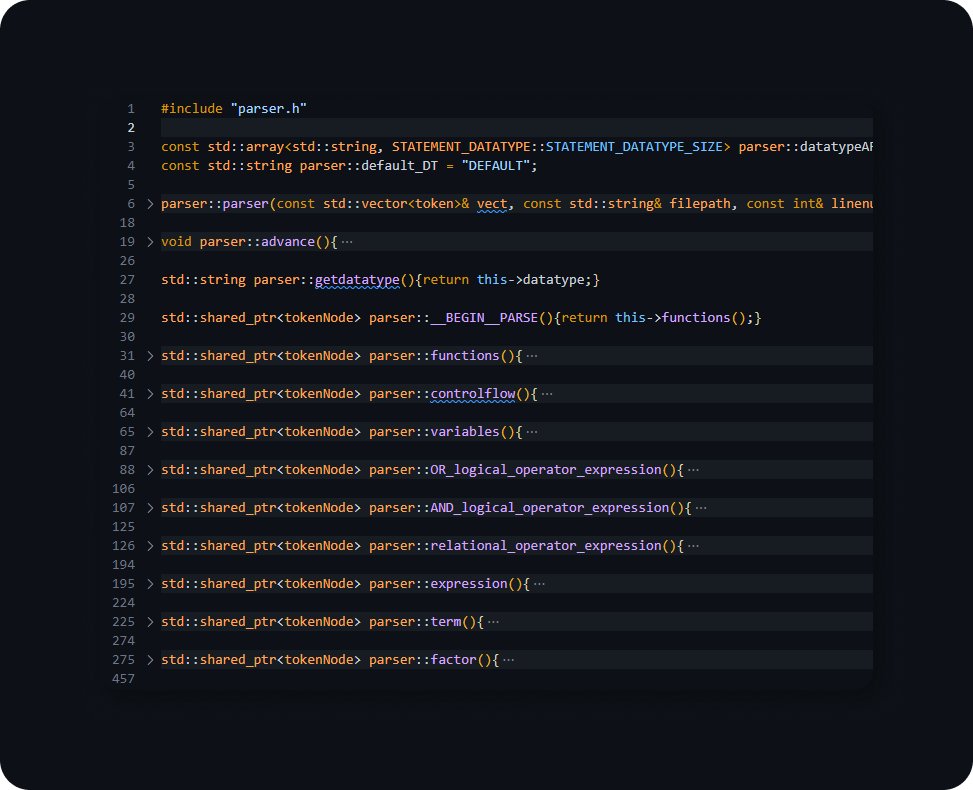 1 #include "parser.h"
2
3 const std::array<std::string, STATEMENT_DATATYPE::STATEMENT_DATATYPE_SIZE> parser::datatypeAR
4 const std::string parser::default_DT = "DEFAULT";
5
6 > parser::parser(const std::vector<token>& vect, const std::string& filepath, const int& linenu
18
19 > void parser::advance(){ ···
26
27 std::string parser::getdatatype(){return this->datatype;}
28
29 std::shared_ptr<tokenNode> parser::__BEGIN__PARSE(){return this->functions();}
30
31 > std::shared_ptr<tokenNode> parser::functions(){ ···
40
41 > std::shared_ptr<tokenNode> parser::controlflow(){ ···
64
65 > std::shared_ptr<tokenNode> parser::variables(){ ···
87
88 > std::shared_ptr<tokenNode> parser::OR_logical_operator_expression(){ ···
106
107 > std::shared_ptr<tokenNode> parser::AND_logical_operator_expression(){ ···
125
126 > std::shared_ptr<tokenNode> parser::relational_operator_expression(){ ···
194
195 > std::shared_ptr<tokenNode> parser::expression(){ ···
224
225 > std::shared_ptr<tokenNode> parser::term(){ ···
274
275 > std::shared_ptr<tokenNode> parser::factor(){ ···
457